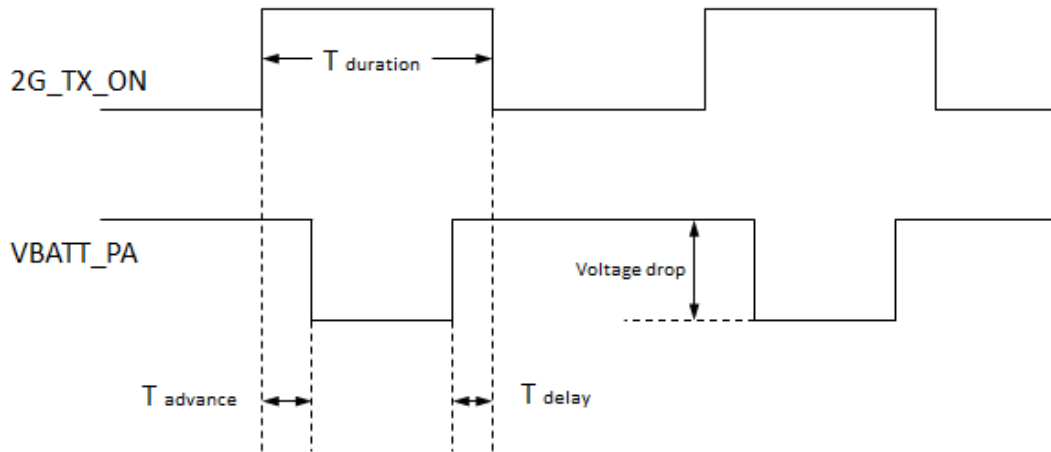 T duration
2G_TX_ON
VBATT_PA
Voltage drop
T advance
T delay